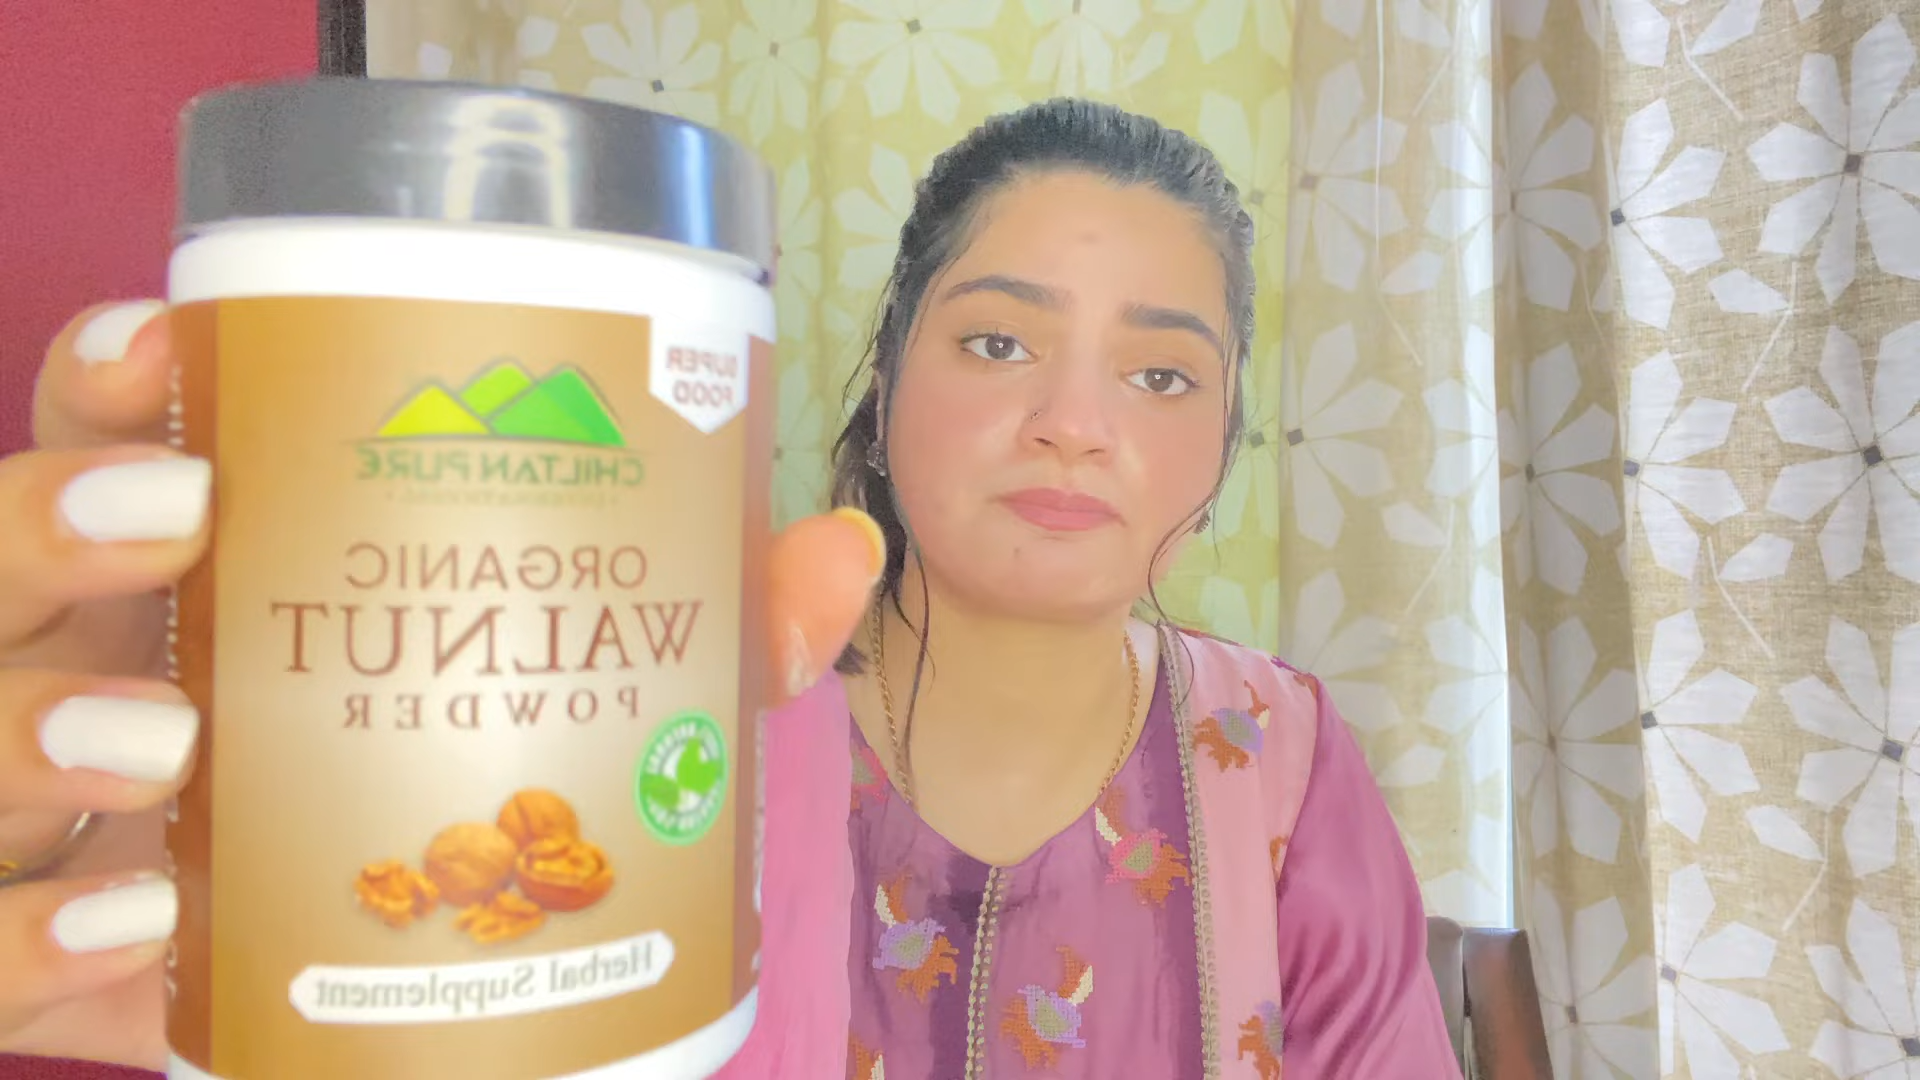 SUPER
FOOD
CHILTAN PURE
ORGANIC
WALNUT
POWDER
Herbal Supplement